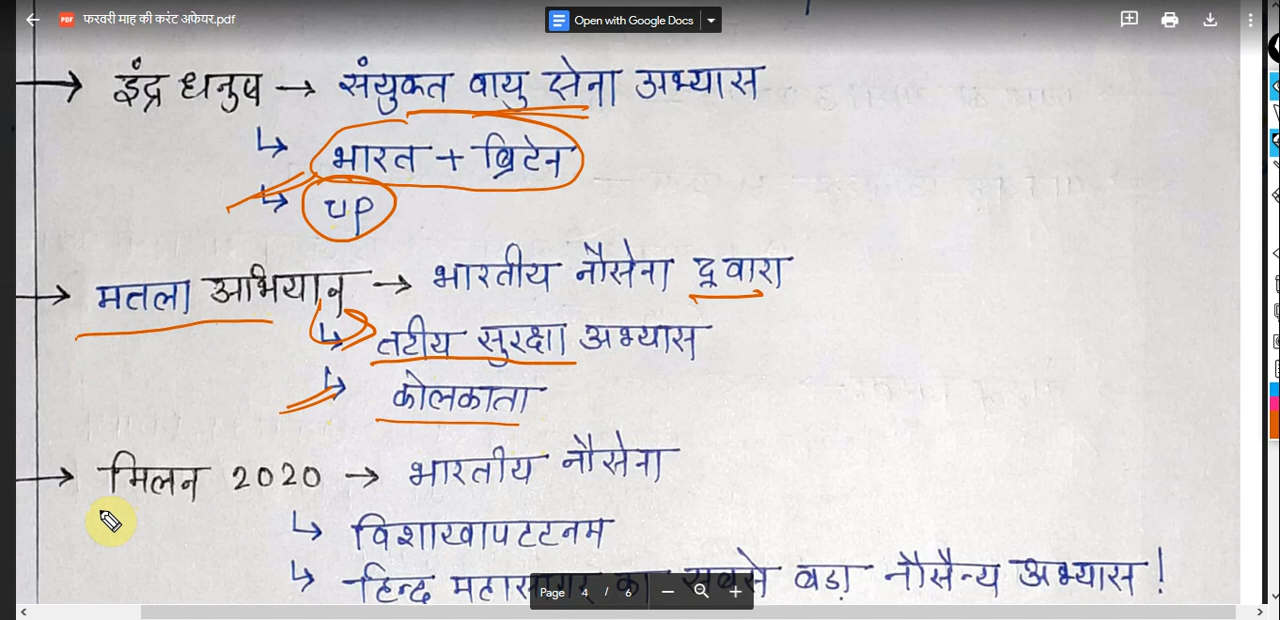 फरवरी माह की करंट अफेयर.pdf
Open with Google Docs
इंद्र धनुष → संयुक्त वायु सेना अभ्यास
↳ भारत + ब्रिटेन
↳ UP
→ मतला अभियान → भारतीय नौसेना द्वारा
↳ तटीय सुरक्षा अभ्यास
↳ कोलकाता
→ मिलन 2020 → भारतीय नौसेना
↳ विशाखापटटनम
↳ हिन्द महासागर का सबसे बड़ा नौसैन्य अभ्यास!
Page 4 / 6